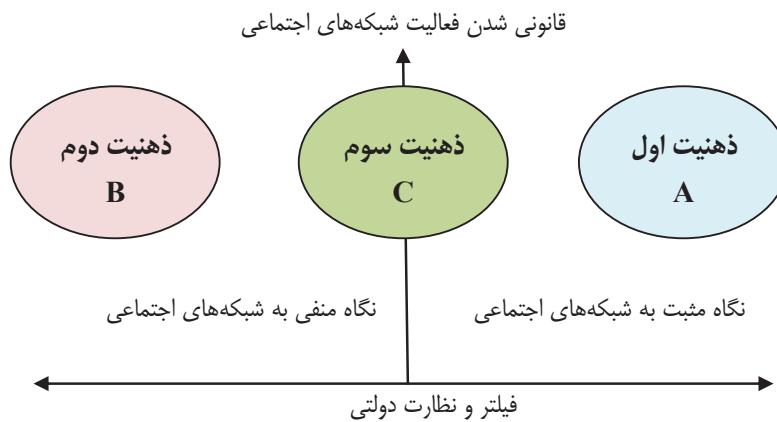 قانونی شدن فعالیت شبکه‌های اجتماعی
ذهنیت اول
A
ذهنیت سوم
C
ذهنیت دوم
B
نگاه مثبت به شبکه‌های اجتماعی
نگاه منفی به شبکه‌های اجتماعی
فیلتر و نظارت دولتی